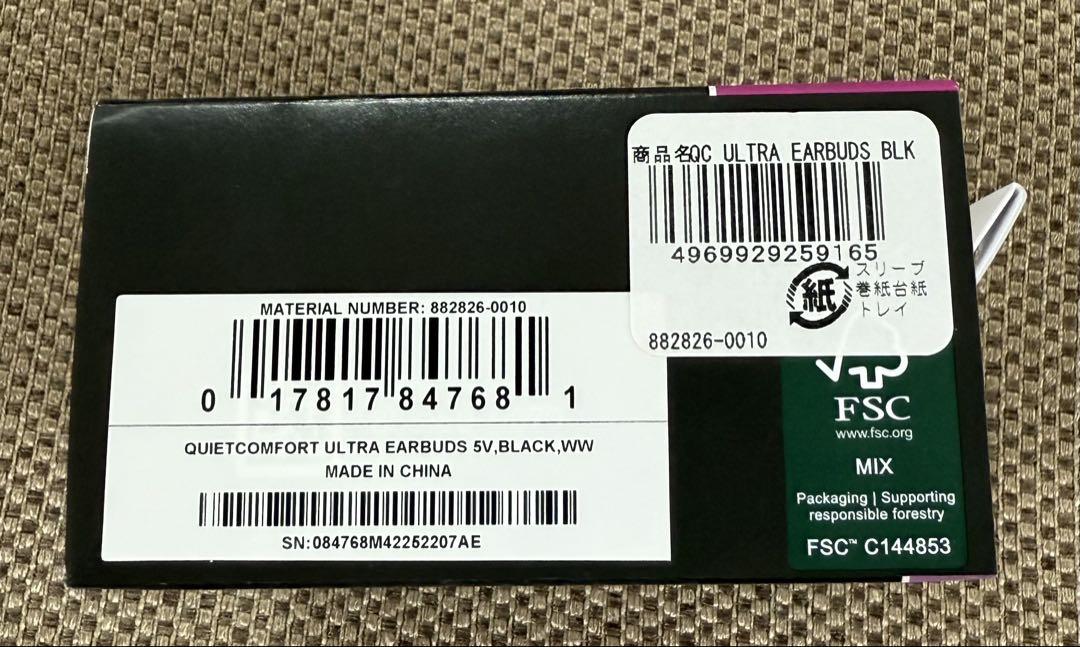 商品名QC ULTRA EARBUDS BLK
4969929259165
紙
スリーブ
巻紙台紙
トレイ
882826-0010
MATERIAL NUMBER: 882826-0010
0 17817 84768 1
QUIETCOMFORT ULTRA EARBUDS 5V,BLACK,WW
MADE IN CHINA
SN:084768M42252207AE
FSC
www.fsc.org
MIX
Packaging | Supporting
responsible forestry
FSC™ C144853